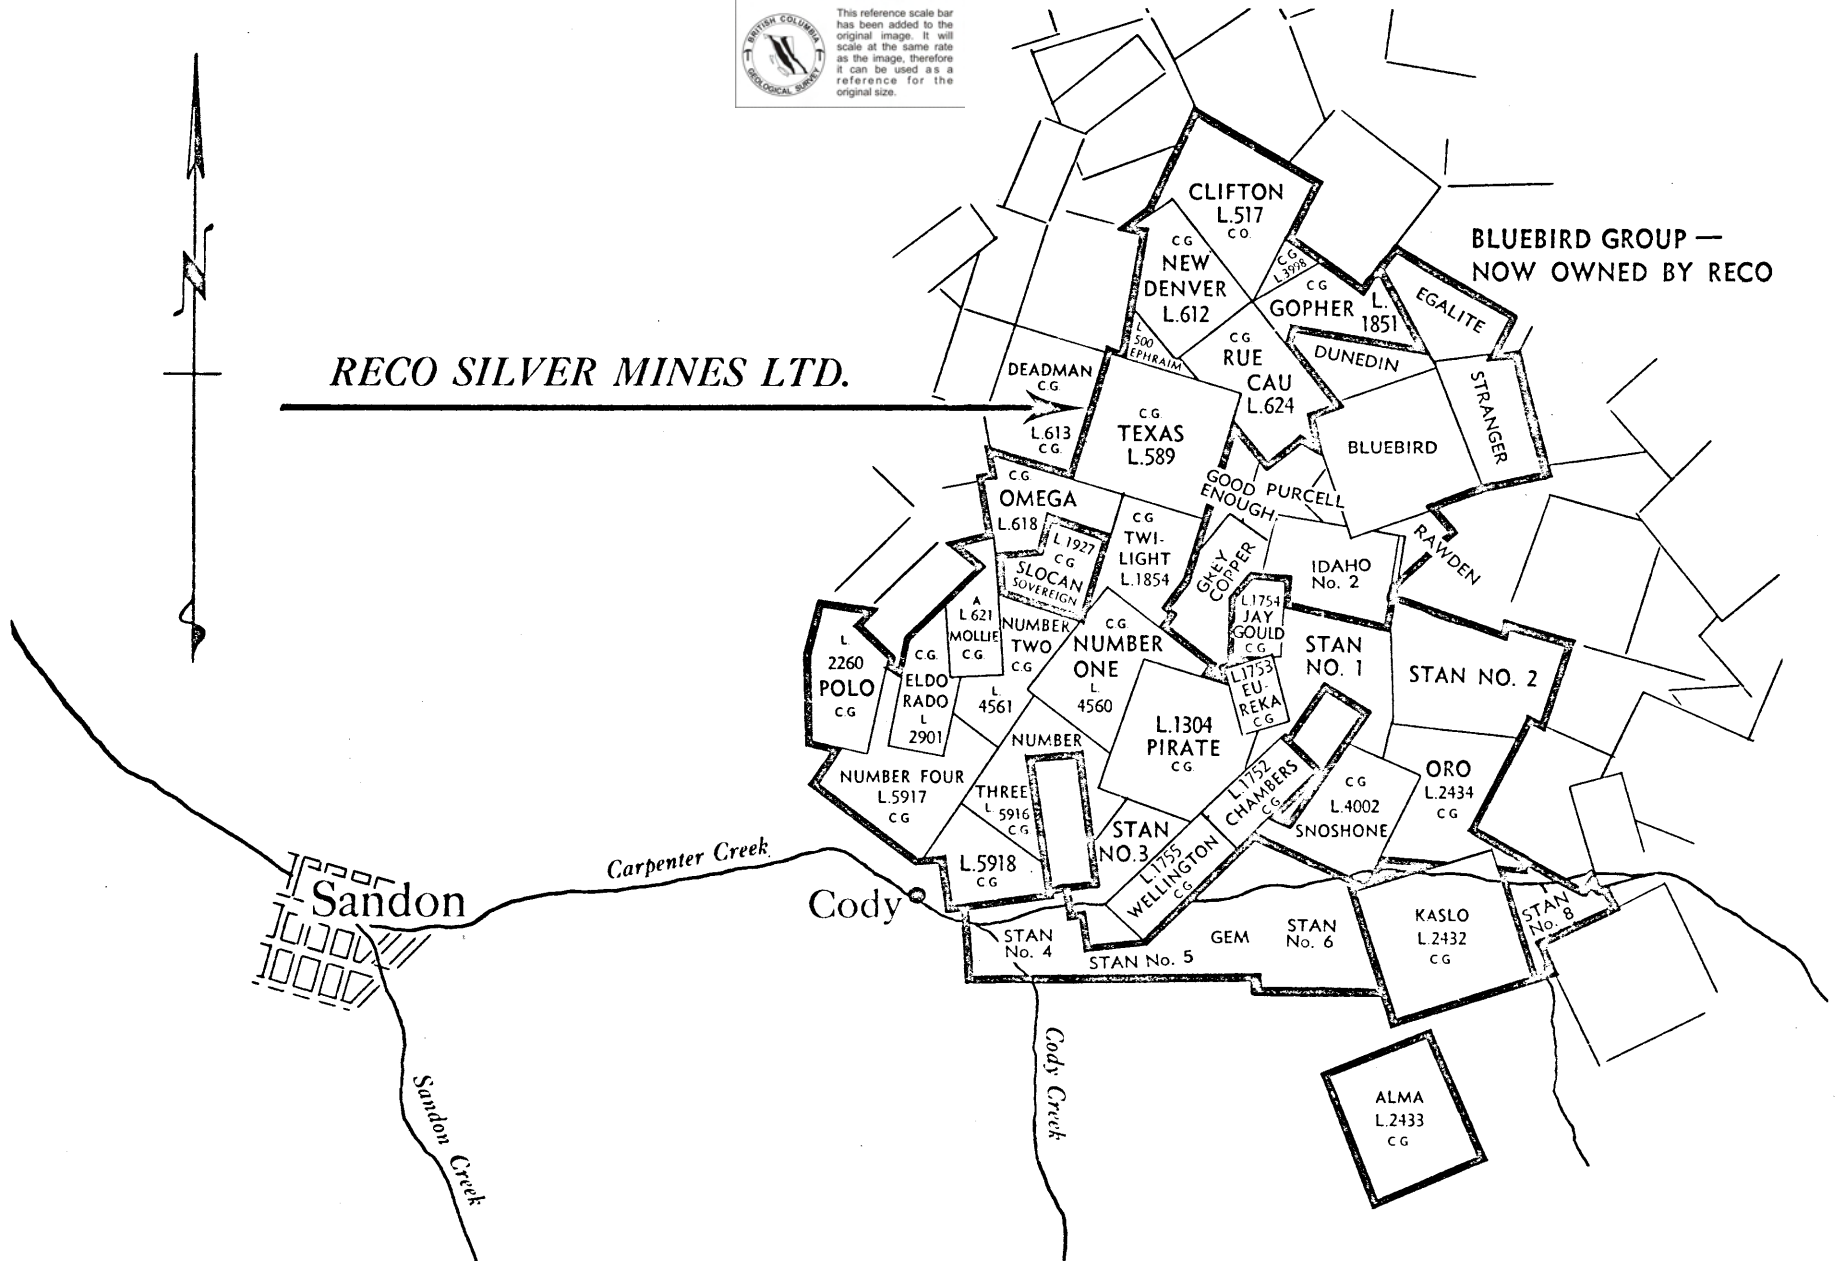 BRITISH COLUMBIA
GEOLOGICAL SURVEY
This reference scale bar
has been added to the
original image. It will
scale at the same rate
as the image, therefore
it can be used as a
reference for the
original size.
N
CLIFTON
L.517
C O.
BLUEBIRD GROUP —
NOW OWNED BY RECO
C G
NEW
DENVER
L.612
C G
L.3998
C G
GOPHER L.
1851
EGALITE
L
500
EPHRAIM
C G
RUE
CAU
L.624
DUNEDIN
STRANGER
BLUEBIRD
RECO SILVER MINES LTD.
DEADMAN
C.G.
L.613
C G.
C.G.
TEXAS
L.589
GOOD
ENOUGH
PURCELL
RAWDEN
C.G.
OMEGA
L.618
L 1927
C G
SLOCAN
SOVEREIGN
C G
TWI-
LIGHT
L.1854
GKEY
COPPER
IDAHO
No. 2
L.1754
JAY
GOULD
C G
STAN
NO. 1
STAN NO. 2
A
L 621
MOLLIE
C G.
NUMBER
TWO
C.G
L.
4561
C.G.
NUMBER
ONE
L.
4560
L.1753
EU-
REKA
C G
L
2260
POLO
C G
C.G.
ELDO
RADO
L
2901
L.1304
PIRATE
C G.
NUMBER
THREE
L
5916
C G
NUMBER FOUR
L.5917
C G
L.1752
CHAMBERS
C G
C G
L.4002
SNOSHONE
ORO
L.2434
C G
STAN
NO.3
L.1755
WELLINGTON
C G
L.5918
C G
Carpenter Creek
Sandon
Cody
STAN
No. 4
STAN No. 5
GEM
STAN
No. 6
KASLO
L.2432
C G
STAN
No. 8
Cody Creek
Sandon Creek
ALMA
L.2433
C G